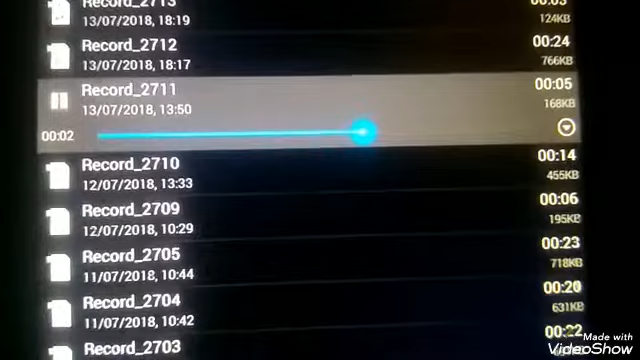 Record_2713
00:03
13/07/2018, 18:19
124KB
Record_2712
00:24
13/07/2018, 18:17
766KB
Record_2711
00:05
13/07/2018, 13:50
168KB
00:02
Record_2710
00:14
12/07/2018, 13:33
455KB
Record_2709
00:06
12/07/2018, 10:29
195KB
Record_2705
00:23
11/07/2018, 10:44
718KB
Record_2704
00:20
11/07/2018, 10:42
631KB
Record_2703
00:22
Made with
VideoShow